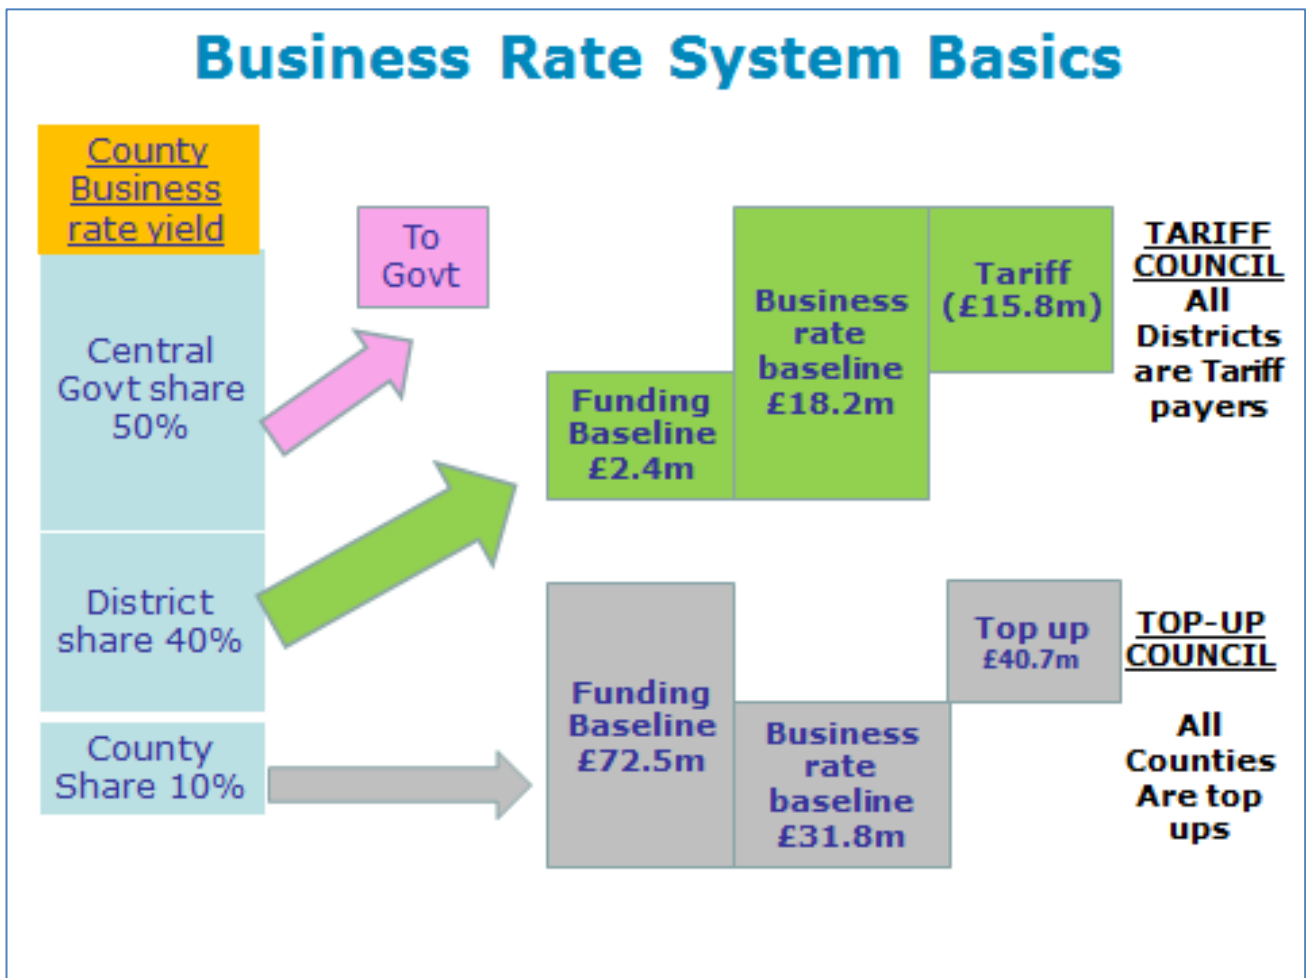 Business Rate System Basics
County
Business
rate yield
Central
Govt share
50%
District
share 40%
County
Share 10%
To
Govt
Funding
Baseline
£2.4m
Business
rate
baseline
£18.2m
Tariff
(£15.8m)
TARIFF
COUNCIL
All
Districts
are Tariff
payers
Funding
Baseline
£72.5m
Business
rate
baseline
£31.8m
Top up
£40.7m
TOP-UP
COUNCIL
All
Counties
Are top
ups